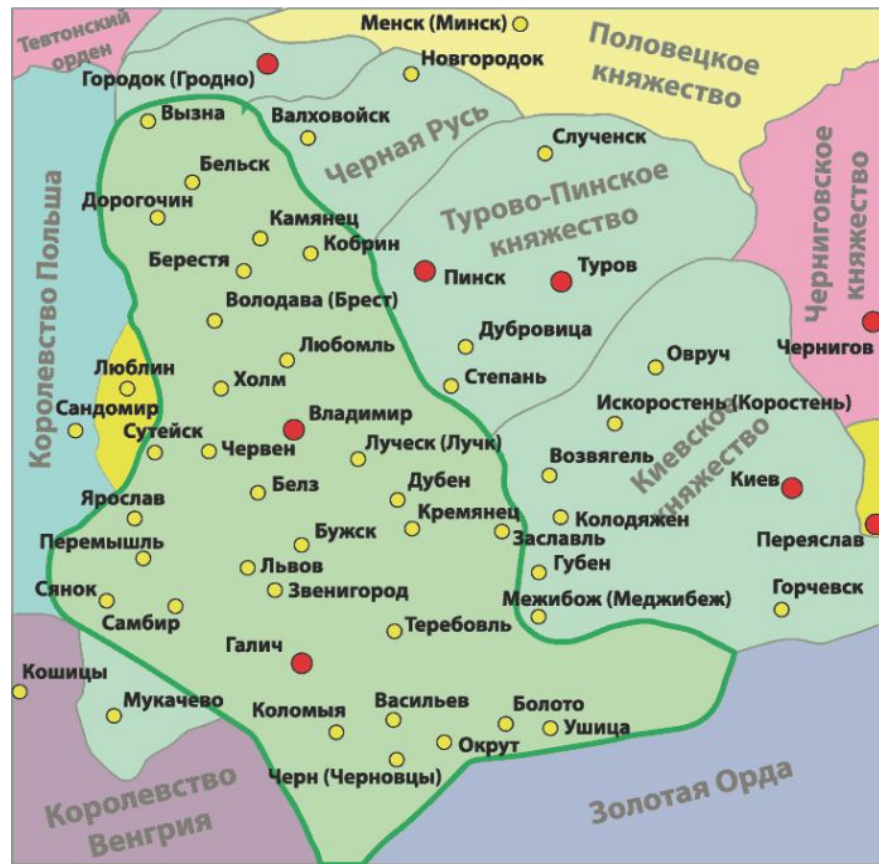 Тевтонский
орден
Менск (Минск)
Половецкое
княжество
Новгородок
Городок (Гродно)
Вызна
Валховойск
Черная Русь
Слученск
Черниговское
княжество
Бельск
Дорогочин
Турово-Пинское
княжество
Королевство Польша
Камянец
Кобрин
Берестя
Пинск
Туров
Володава (Брест)
Чернигов
Любомль
Дубровица
Овруч
Люблин
Холм
Степань
Сандомир
Владимир
Искоростень (Коростень)
Сутейск
Червен
Луческ (Лучк)
Возвягель
Киевское
княжество
Киев
Белз
Дубен
Ярослав
Кремянец
Колодяжен
Заславль
Переяслав
Перемышль
Бужск
Львов
Губен
Сянок
Звенигород
Межибож (Меджибеж)
Горчевск
Самбир
Теребовль
Галич
Кошицы
Мукачево
Коломыя
Васильев
Болото
Ушица
Окрут
Черн (Черновцы)
Королевство
Венгрия
Золотая Орда